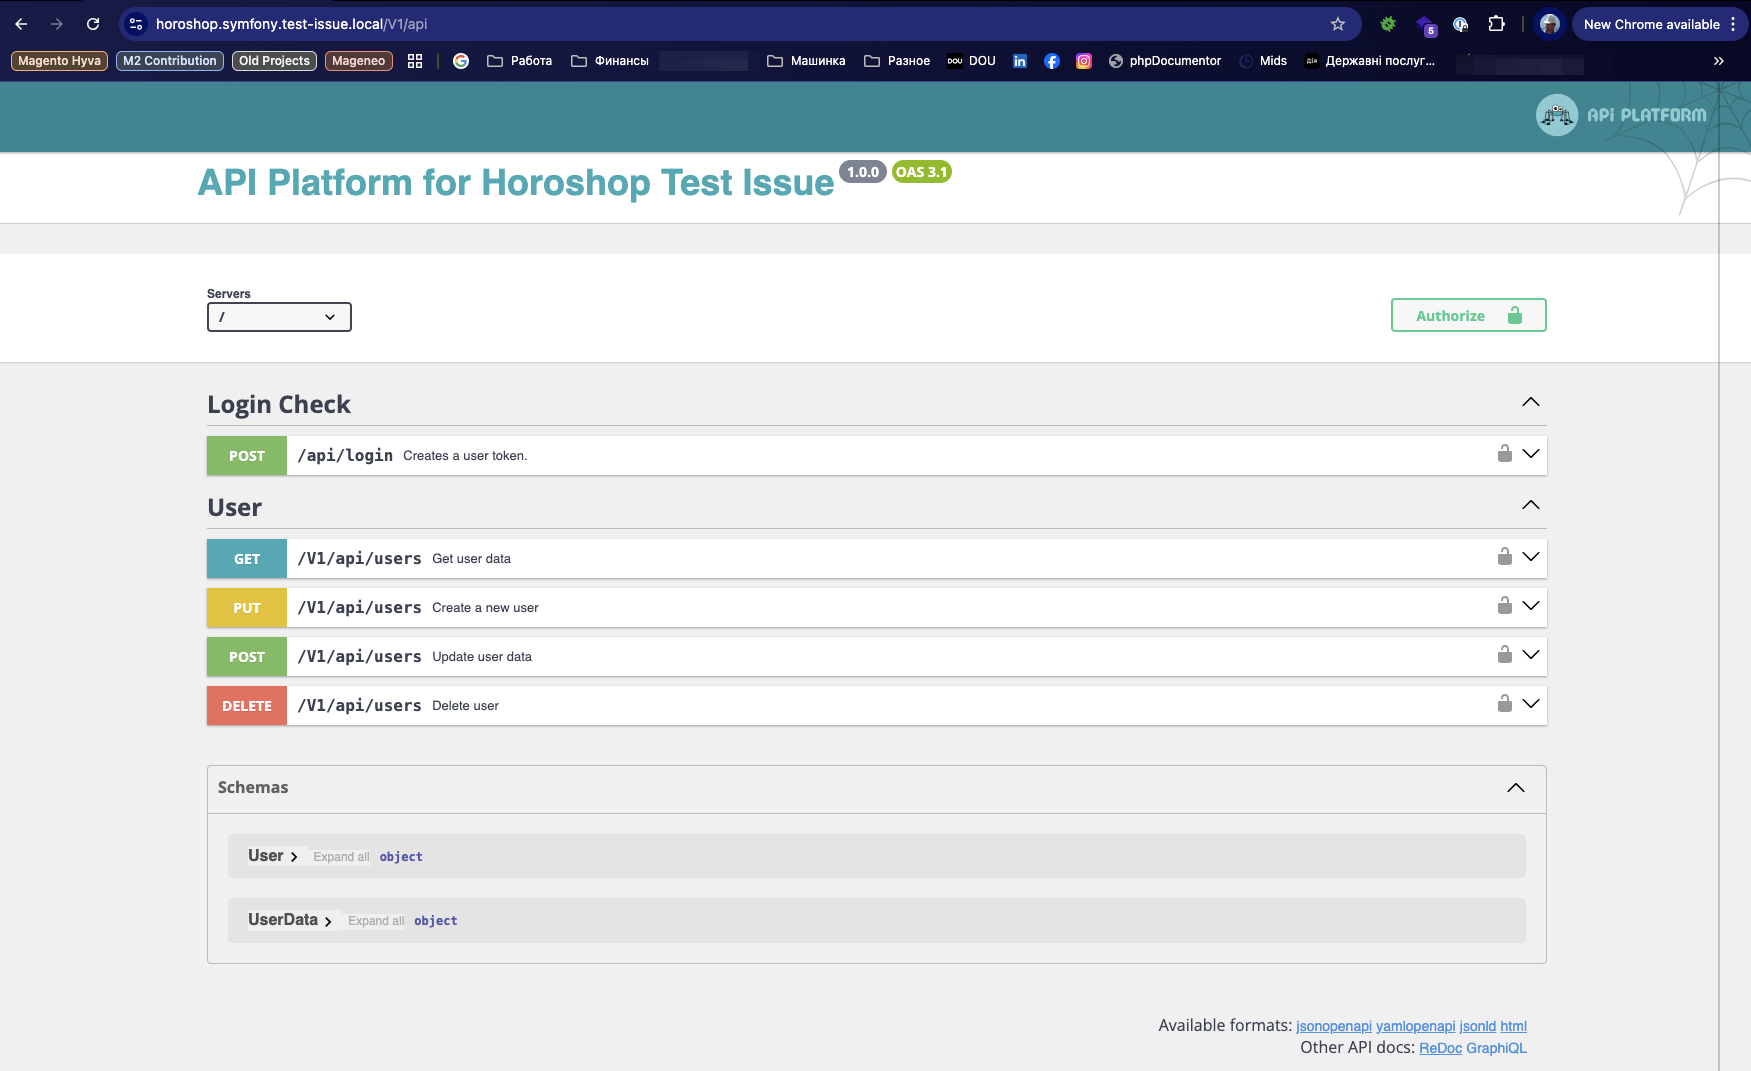 horoshop.symfony.test-issue.local/V1/api
5
New Chrome available
Magento Hyva M2 Contribution Old Projects Mageneo Работа Финансы Машинка Разное DOU DOU in phpDocumentor Mids Дія Державні послуг... »
API PLATFORM
API Platform for Horoshop Test Issue 1.0.0 OAS 3.1
Servers
/
Authorize
Login Check
POST /api/login Creates a user token.
User
GET /V1/api/users Get user data
PUT /V1/api/users Create a new user
POST /V1/api/users Update user data
DELETE /V1/api/users Delete user
Schemas
User Expand all object
UserData Expand all object
Available formats: jsonopenapi yamlopenapi jsonld html
Other API docs: ReDoc GraphiQL